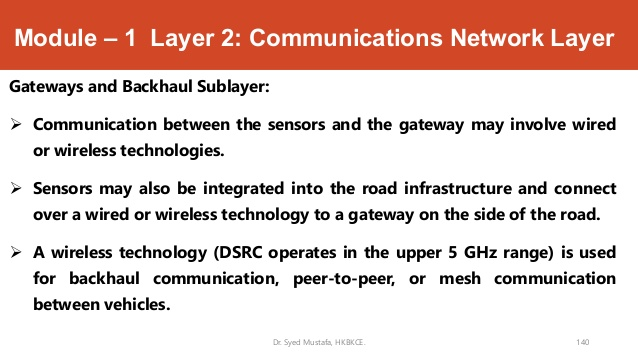 Module – 1 Layer 2: Communications Network Layer
Gateways and Backhaul Sublayer:
➢ Communication between the sensors and the gateway may involve wired
or wireless technologies.
➢ Sensors may also be integrated into the road infrastructure and connect
over a wired or wireless technology to a gateway on the side of the road.
➢ A wireless technology (DSRC operates in the upper 5 GHz range) is used
for backhaul communication, peer-to-peer, or mesh communication
between vehicles.
Dr. Syed Mustafa, HKBKCE. 140